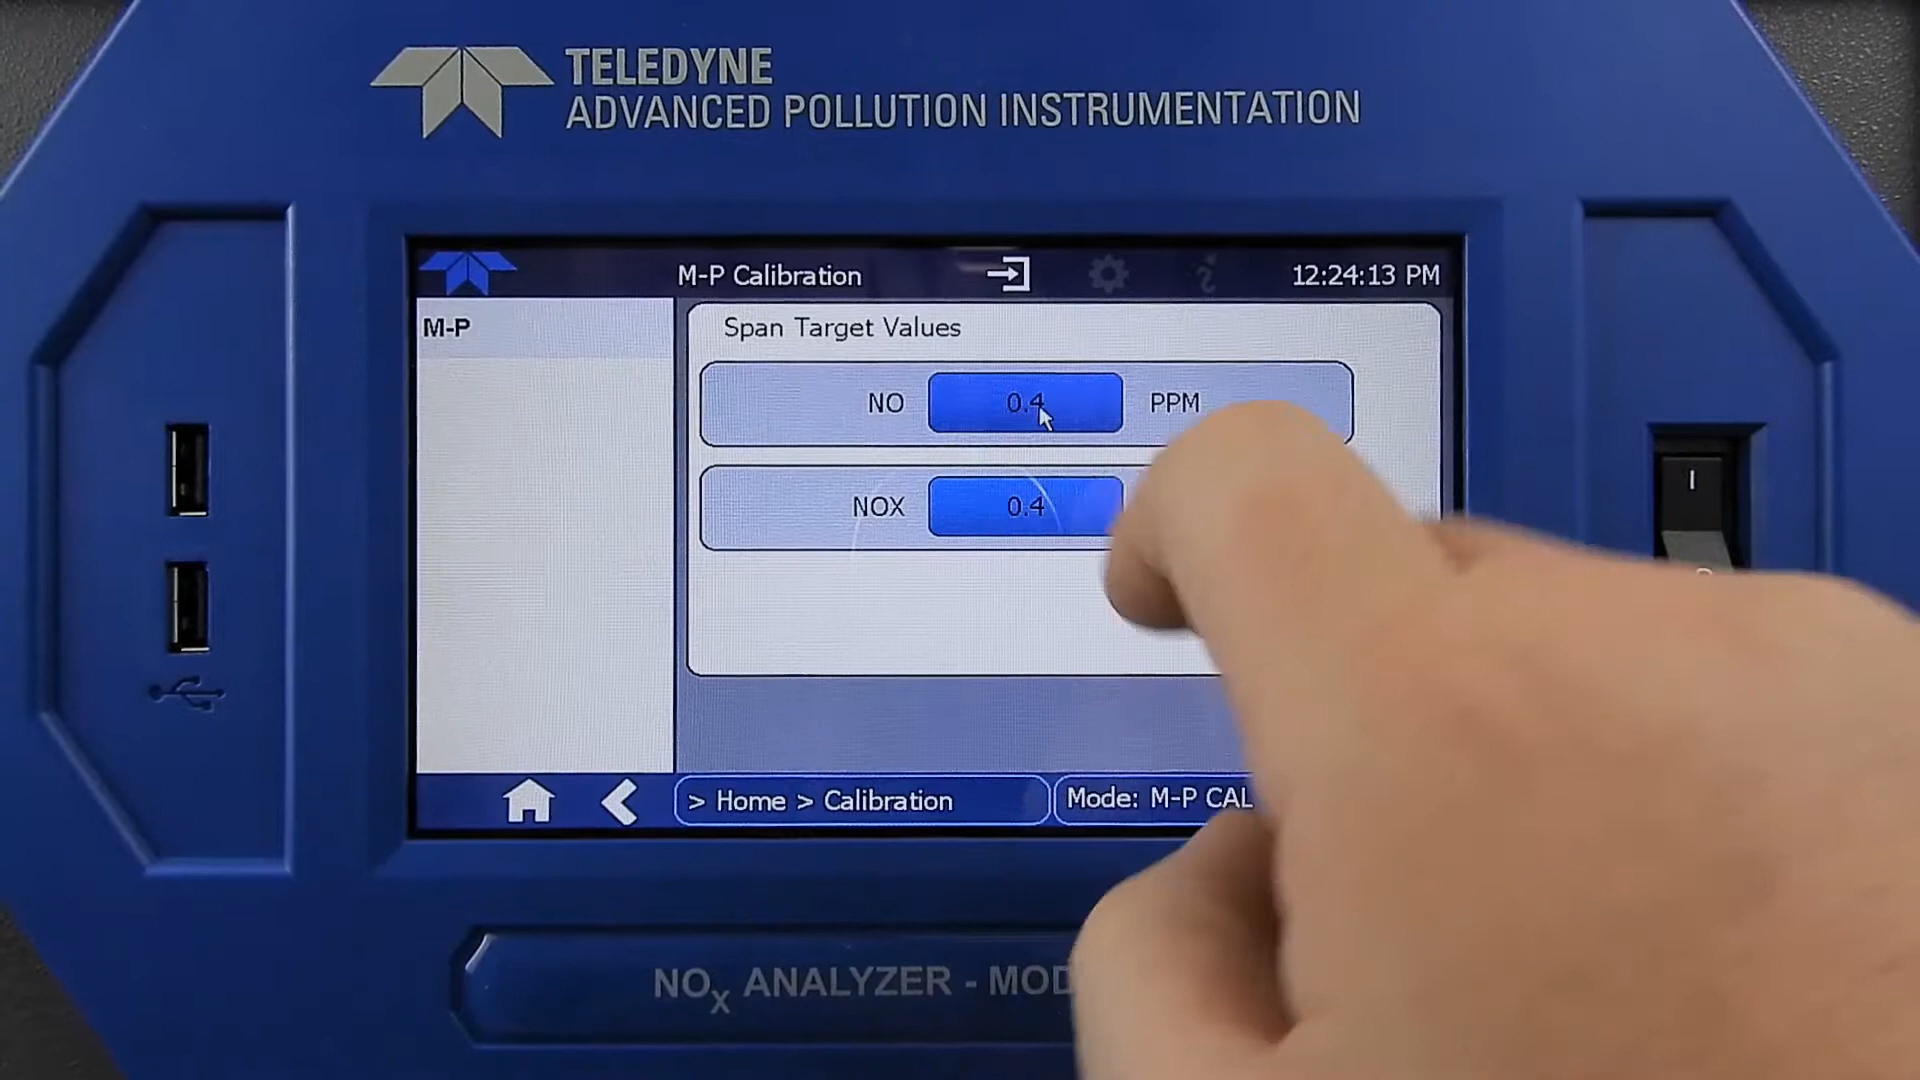 TELEDYNE
ADVANCED POLLUTION INSTRUMENTATION
M-P Calibration 12:24:13 PM
M-P
Span Target Values
NO 0.4 PPM
NOX 0.4
> Home > Calibration Mode: M-P CAL
NOX ANALYZER - MOD